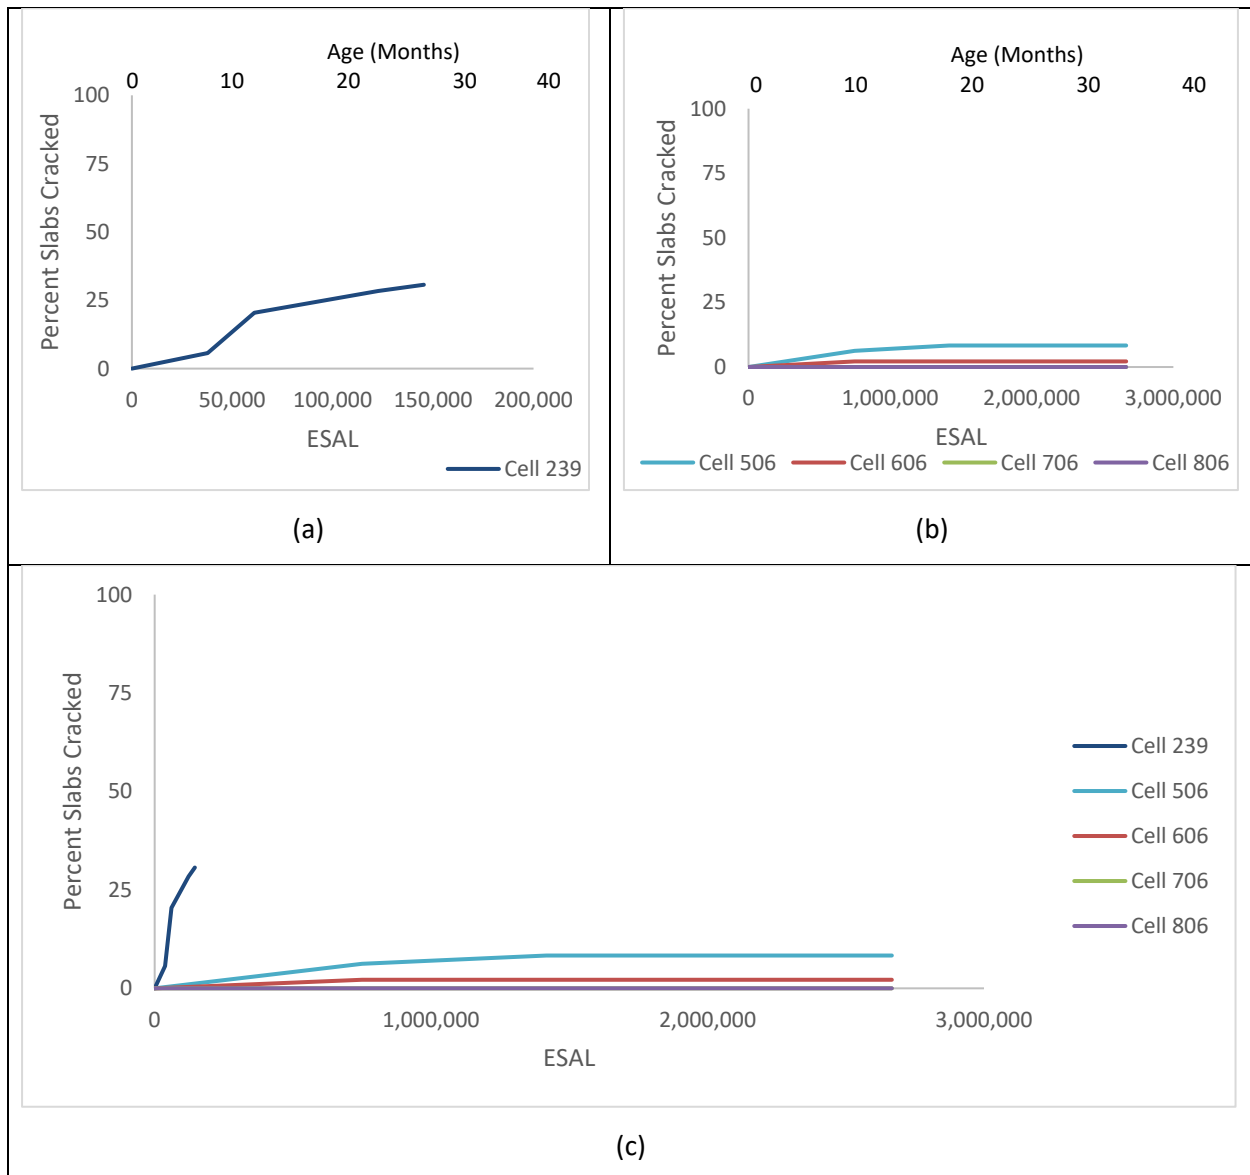 Age (Months)
0 10 20 30 40
100
75
50
25
0
Percent Slabs Cracked
0 50,000 100,000 150,000 200,000
ESAL
Cell 239
(a)
Age (Months)
0 10 20 30 40
100
75
50
25
0
Percent Slabs Cracked
0 1,000,000 2,000,000 3,000,000
ESAL
Cell 506 Cell 606 Cell 706 Cell 806
(b)
100
75
50
25
0
Percent Slabs Cracked
0 1,000,000 2,000,000 3,000,000
ESAL
Cell 239
Cell 506
Cell 606
Cell 706
Cell 806
(c)